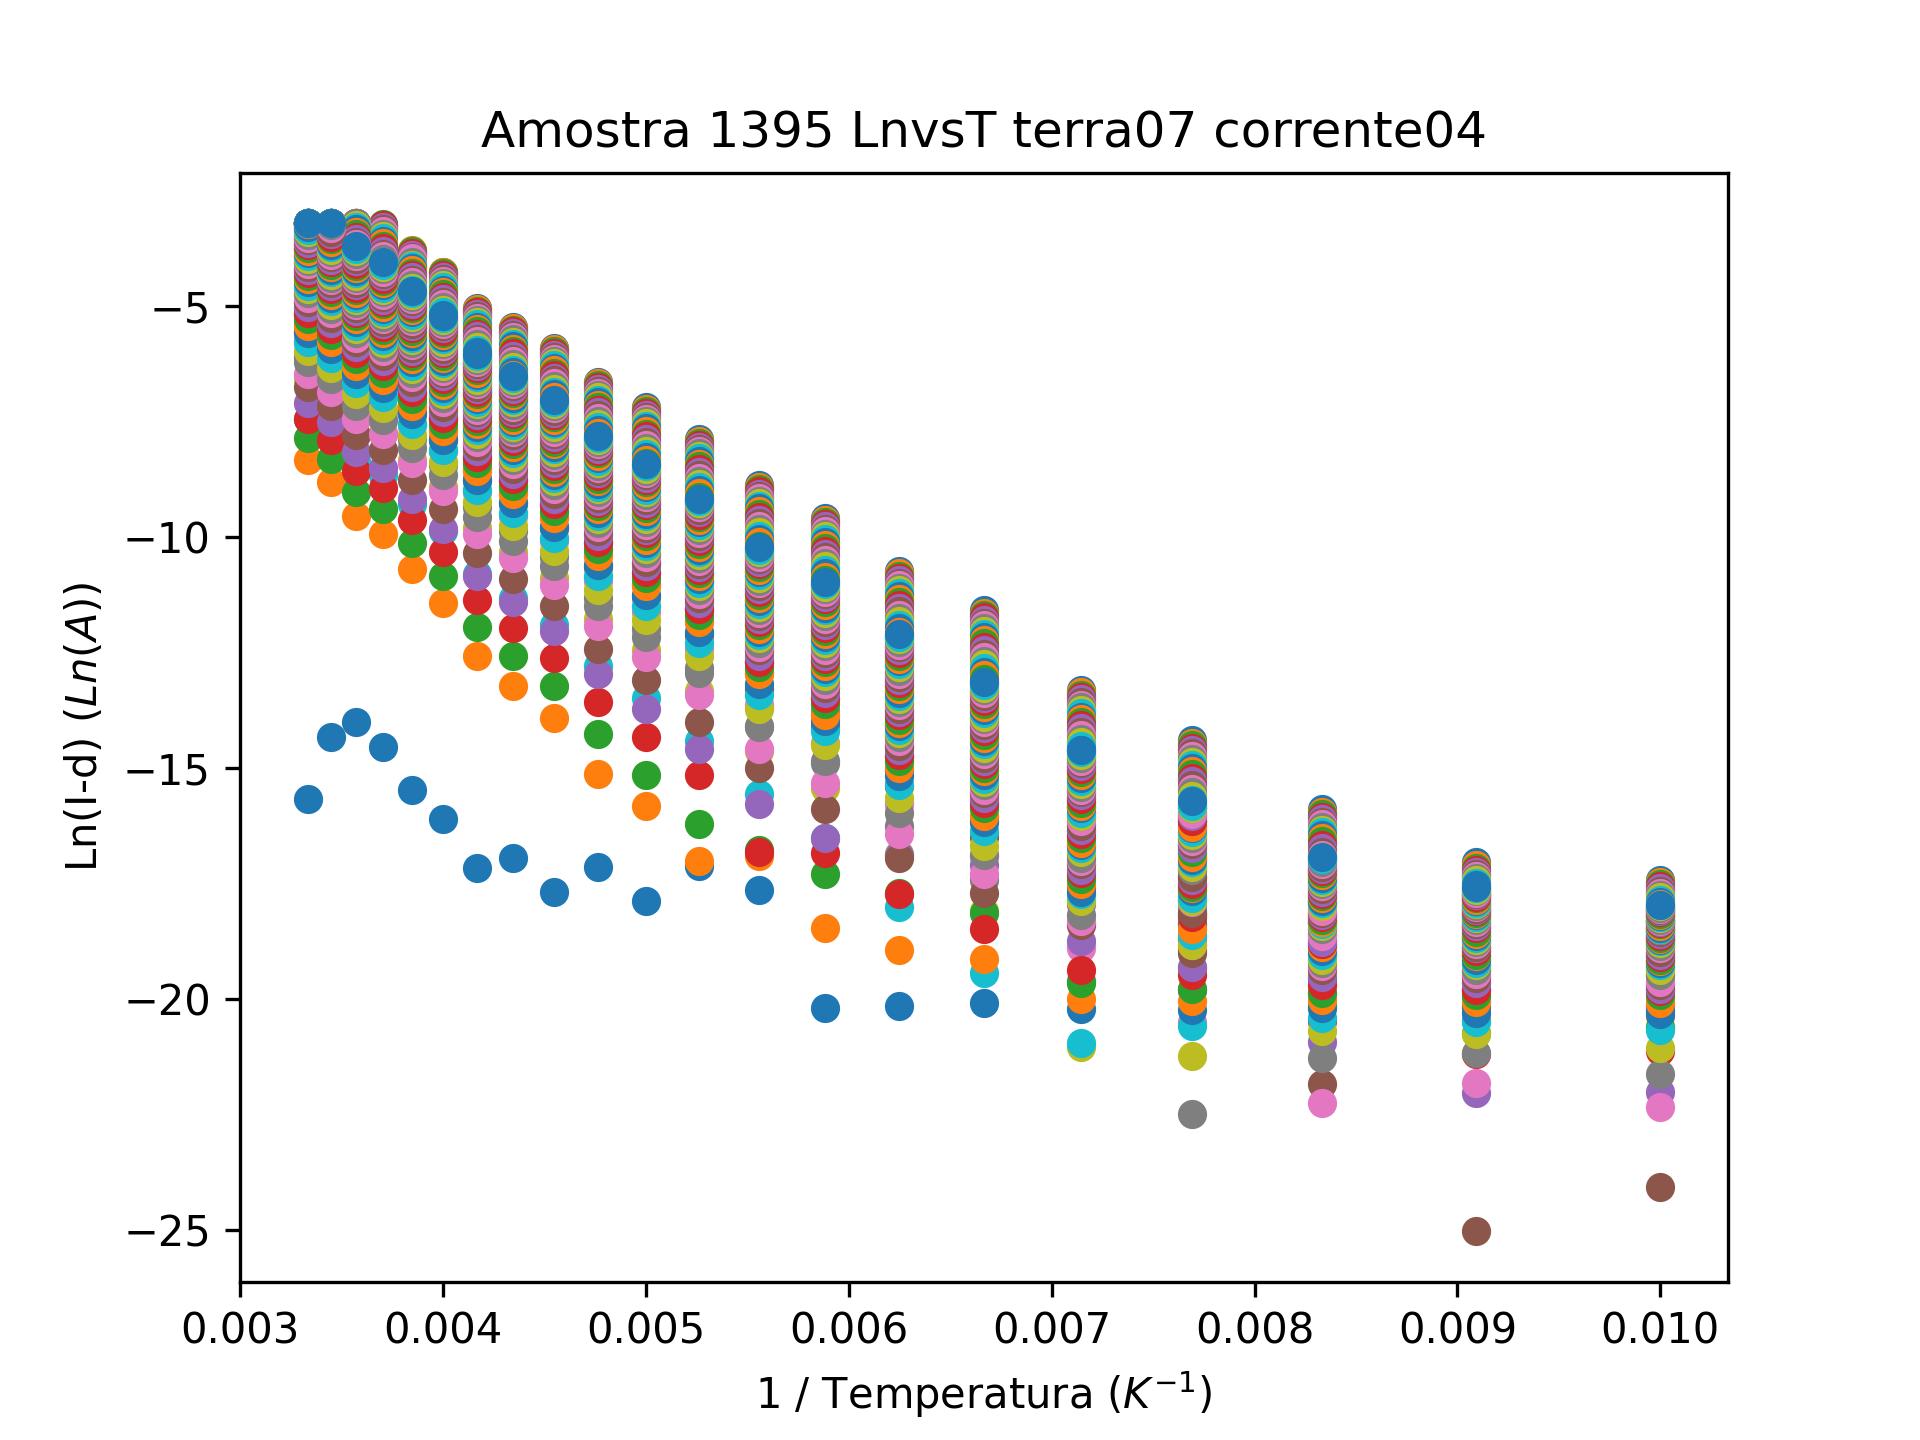 Amostra 1395 LnvsT terra07 corrente04
Ln(I-d) (Ln(A))
−5
−10
−15
−20
−25
0.003 0.004 0.005 0.006 0.007 0.008 0.009 0.010
1 / Temperatura (K⁻¹)